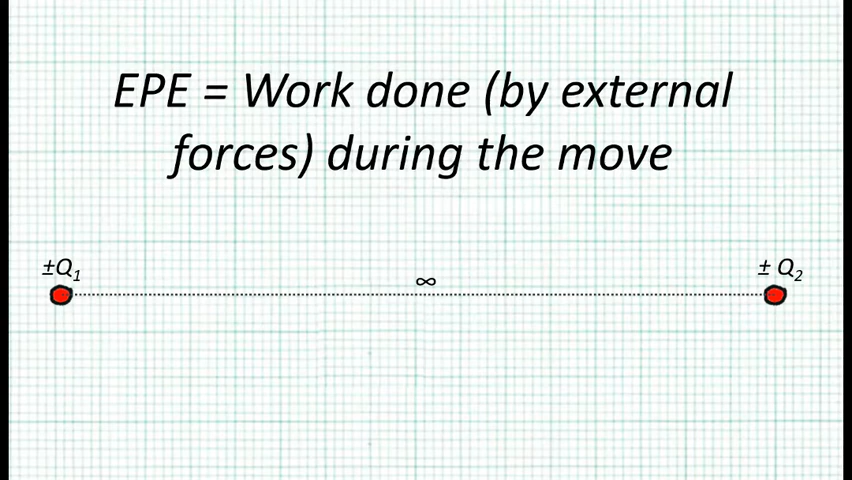 EPE = Work done (by external
forces) during the move
±Q₁ ∞ ± Q₂